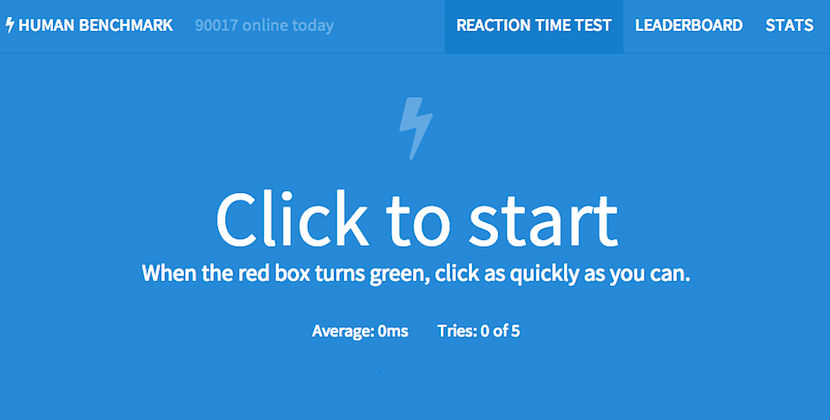 HUMAN BENCHMARK 90017 online today REACTION TIME TEST LEADERBOARD STATS
Click to start
When the red box turns green, click as quickly as you can.
Average: 0ms Tries: 0 of 5